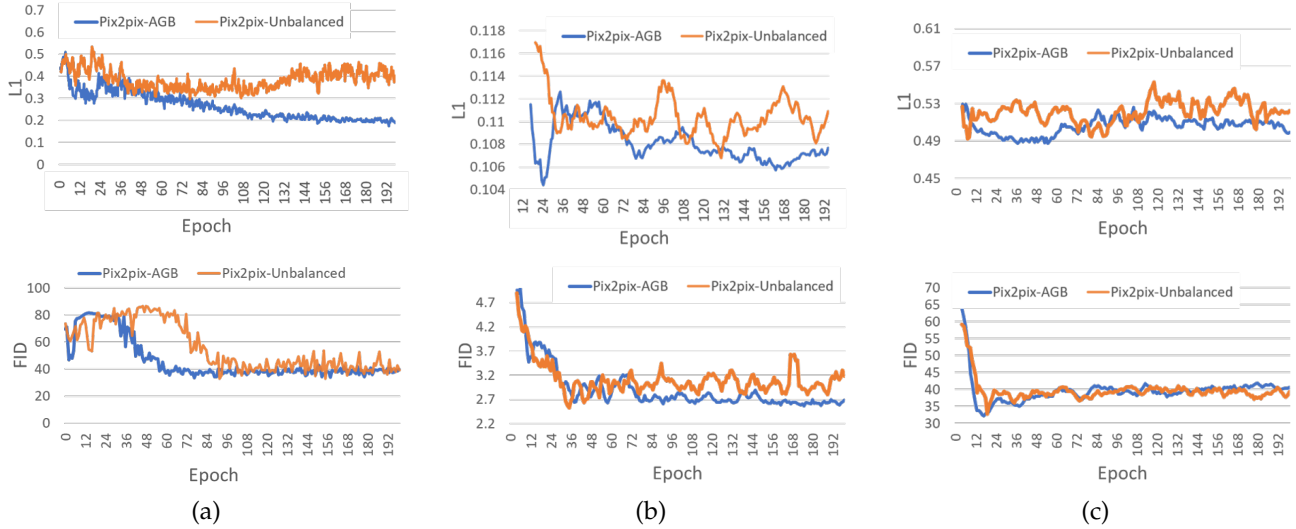 Pix2pix-AGB Pix2pix-Unbalanced
0.7
0.6
0.5
0.4
0.3
0.2
0.1
0
L1
0 12 24 36 48 60 72 84 96 108 120 132 144 156 168 180 192
Epoch
Pix2pix-AGB Pix2pix-Unbalanced
0.118
0.116
0.114
0.112
0.110
0.108
0.106
0.104
L1
12 24 36 48 60 72 84 96 108 120 132 144 156 168 180 192
Epoch
Pix2pix-AGB Pix2pix-Unbalanced
0.61
0.57
0.53
0.49
0.45
L1
0 12 24 36 48 60 72 84 96 108 120 132 144 156 168 180 192
Epoch
Pix2pix-AGB Pix2pix-Unbalanced
100
80
60
40
20
0
FID
0 12 24 36 48 60 72 84 96 108 120 132 144 156 168 180 192
Epoch
(a)
Pix2pix-AGB Pix2pix-Unbalanced
4.7
4.2
3.7
3.2
2.7
2.2
FID
0 12 24 36 48 60 72 84 96 108 120 132 144 156 168 180 192
Epoch
(b)
Pix2pix-AGB Pix2pix-Unbalanced
70
65
60
55
50
45
40
35
30
FID
0 12 24 36 48 60 72 84 96 108 120 132 144 156 168 180 192
Epoch
(c)